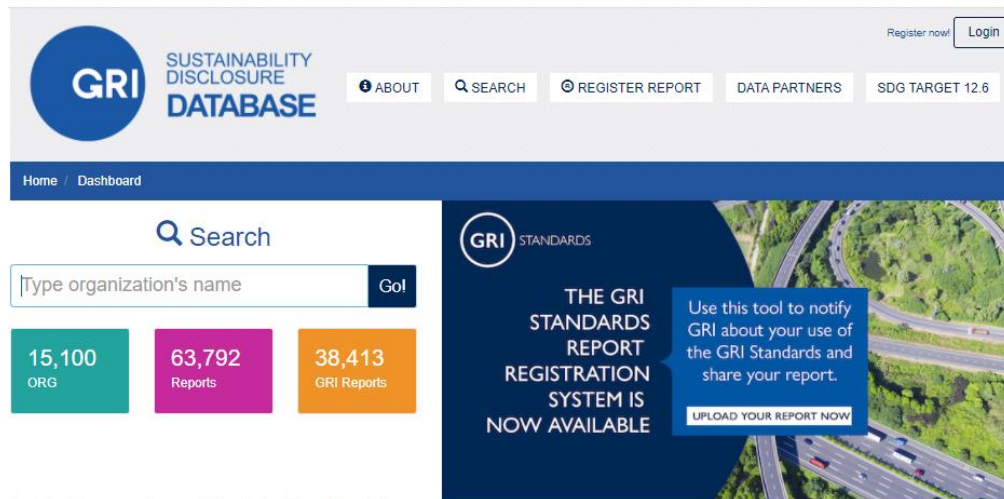 Register now! Login
GRI
SUSTAINABILITY
DISCLOSURE
DATABASE
ABOUT SEARCH REGISTER REPORT DATA PARTNERS SDG TARGET 12.6
Home / Dashboard
Search
Type organization's name Go!
15,100
ORG
63,792
Reports
38,413
GRI Reports
GRI STANDARDS
THE GRI
STANDARDS
REPORT
REGISTRATION
SYSTEM IS
NOW AVAILABLE
Use this tool to notify
GRI about your use of
the GRI Standards and
share your report.
UPLOAD YOUR REPORT NOW